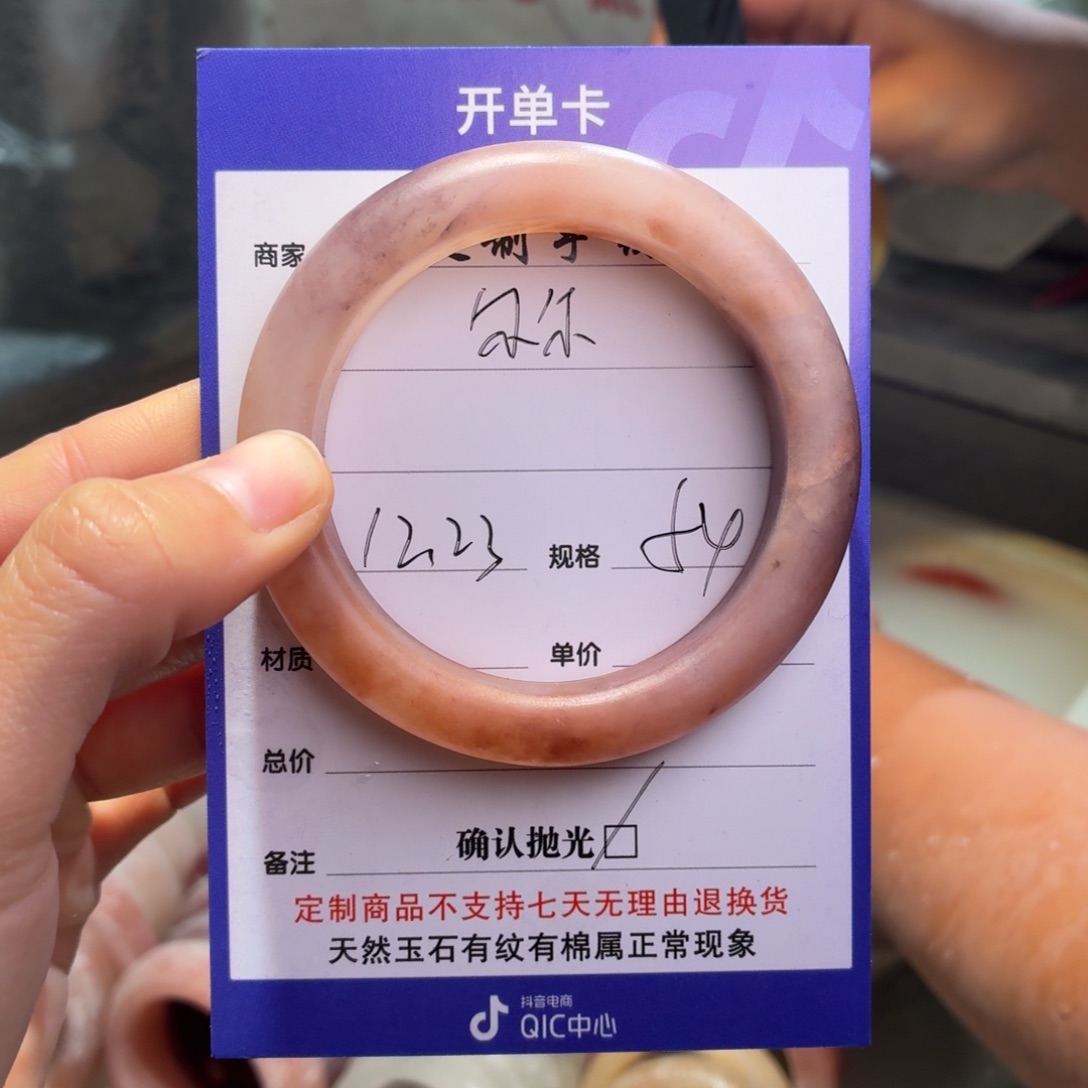 开单卡
商家 制手
12.23 规格 54
材质 单价
总价
备注 确认抛光
定制商品不支持七天无理由退换货
天然玉石有纹有棉属正常现象
抖音电商
QIC中心